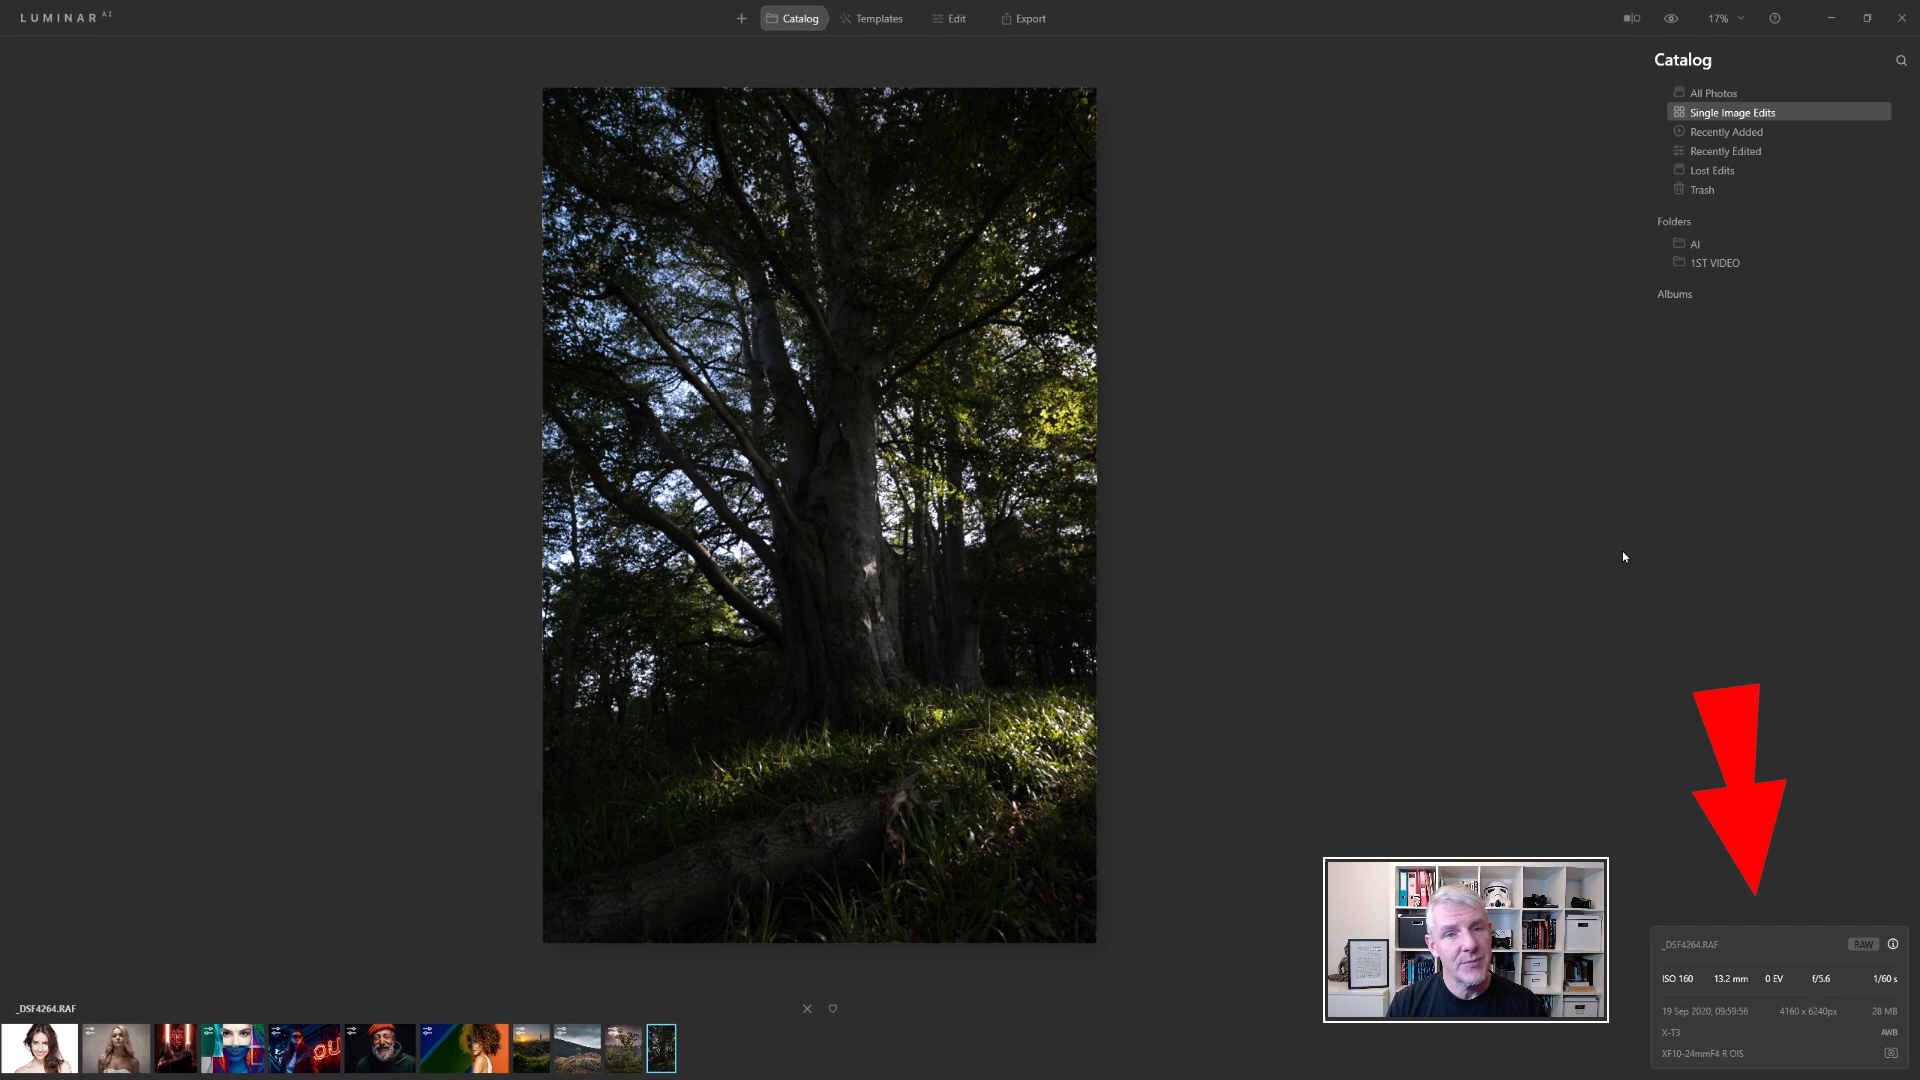 LUMINAR AI
Catalog
Templates
Edit
Export
17%
Catalog
All Photos
Single Image Edits
Recently Added
Recently Edited
Lost Edits
Trash
Folders
AI
1ST VIDEO
Albums
_DSF4264.RAF
RAW
ISO 160 13.2 mm 0 EV f/5.6 1/60 s
19 Sep 2020, 09:59:56 4160 x 6240px 28 MB
X-T3 AWB
XF10-24mmF4 R OIS
_DSF4264.RAF
OU